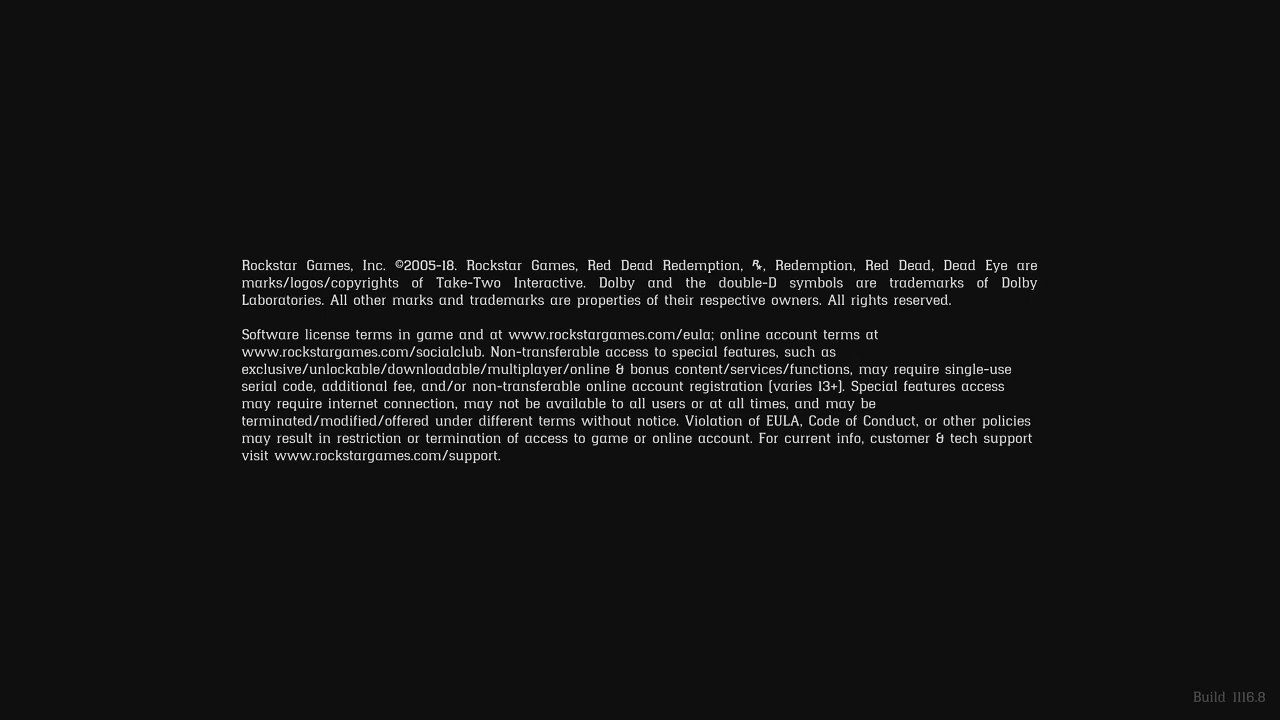 Rockstar Games, Inc. ©2005-18. Rockstar Games, Red Dead Redemption, R★, Redemption, Red Dead, Dead Eye are
marks/logos/copyrights of Take-Two Interactive. Dolby and the double-D symbols are trademarks of Dolby
Laboratories. All other marks and trademarks are properties of their respective owners. All rights reserved.
Software license terms in game and at www.rockstargames.com/eula; online account terms at
www.rockstargames.com/socialclub. Non-transferable access to special features, such as
exclusive/unlockable/downloadable/multiplayer/online & bonus content/services/functions, may require single-use
serial code, additional fee, and/or non-transferable online account registration (varies 13+). Special features access
may require internet connection, may not be available to all users or at all times, and may be
terminated/modified/offered under different terms without notice. Violation of EULA, Code of Conduct, or other policies
may result in restriction or termination of access to game or online account. For current info, customer & tech support
visit www.rockstargames.com/support.
Build 1116.8